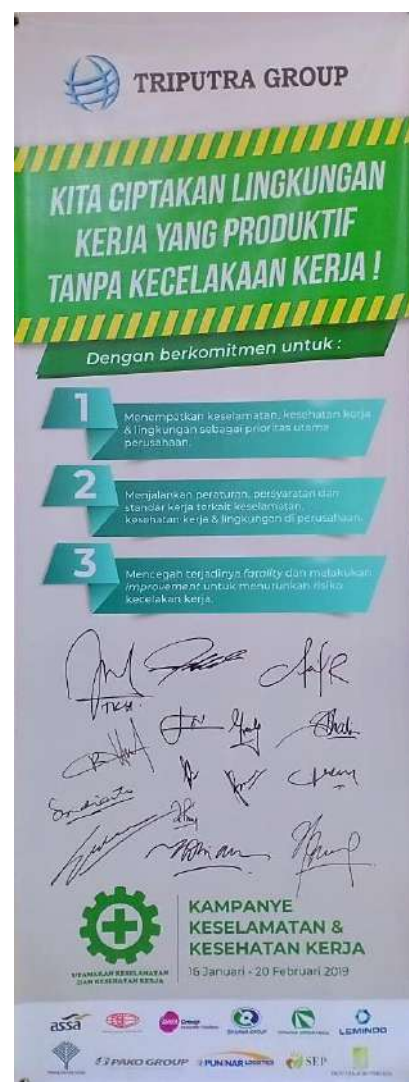 TRIPUTRA GROUP
KITA CIPTAKAN LINGKUNGAN
KERJA YANG PRODUKTIF
TANPA KECELAKAAN KERJA !
Dengan berkomitmen untuk :
1
Menempatkan keselamatan, kesehatan kerja
& lingkungan sebagai prioritas utama
perusahaan.
2
Menjalankan peraturan, persyaratan dan
standar kerja terkait keselamatan,
kesehatan kerja & lingkungan di perusahaan.
3
Mencegah terjadinya fatality dan melakukan
improvement untuk menurunkan risiko
kecelakan kerja.
TKH.
KAMPANYE
KESELAMATAN &
KESEHATAN KERJA
16 Januari - 20 Februari 2019
UTAMAKAN KESELAMATAN
DAN KESEHATAN KERJA
assa
LEMINDO
PAKO GROUP
PUNINAR LOGISTICS
SEP